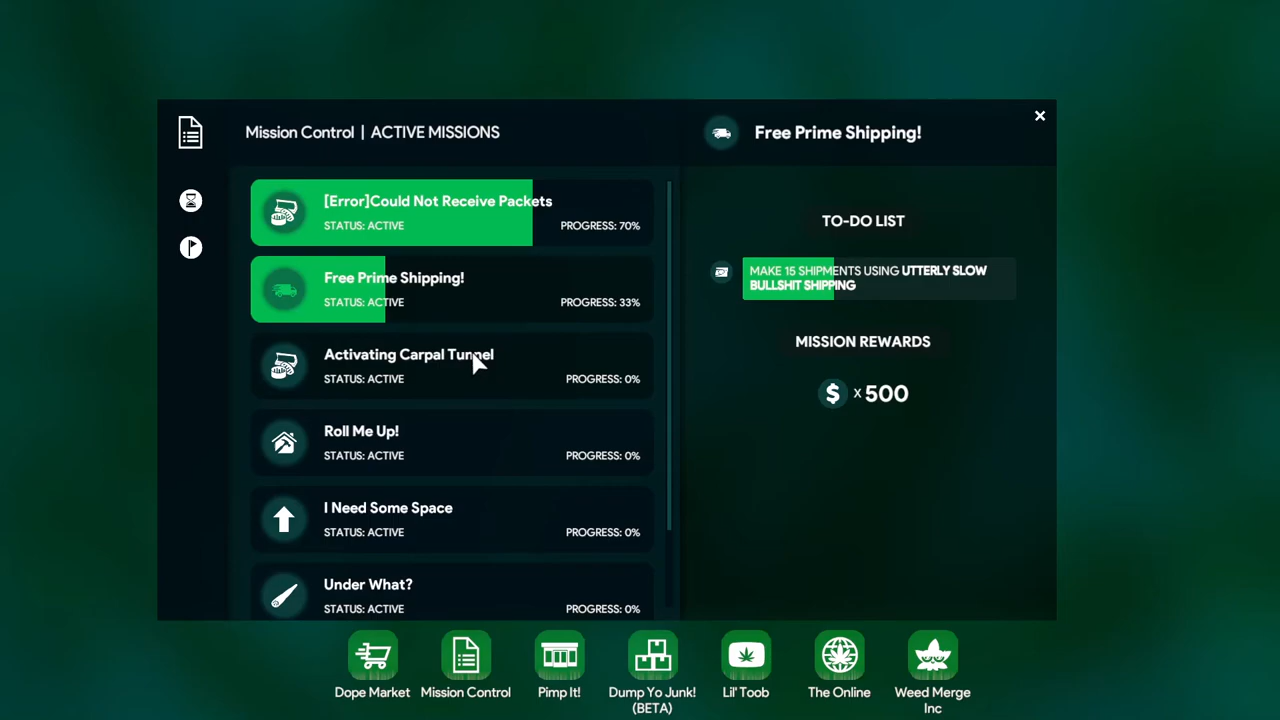 Mission Control | ACTIVE MISSIONS
[Error]Could Not Receive Packets
STATUS: ACTIVE
PROGRESS: 70%
Free Prime Shipping!
STATUS: ACTIVE
PROGRESS: 33%
Activating Carpal Tunnel
STATUS: ACTIVE
PROGRESS: 0%
Roll Me Up!
STATUS: ACTIVE
PROGRESS: 0%
I Need Some Space
STATUS: ACTIVE
PROGRESS: 0%
Under What?
STATUS: ACTIVE
PROGRESS: 0%
Free Prime Shipping!
TO-DO LIST
MAKE 15 SHIPMENTS USING UTTERLY SLOW
BULLSHIT SHIPPING
MISSION REWARDS
$ x 500
Dope Market
Mission Control
Pimp It!
Dump Yo Junk!
(BETA)
Lil' Toob
The Online
Weed Merge
Inc